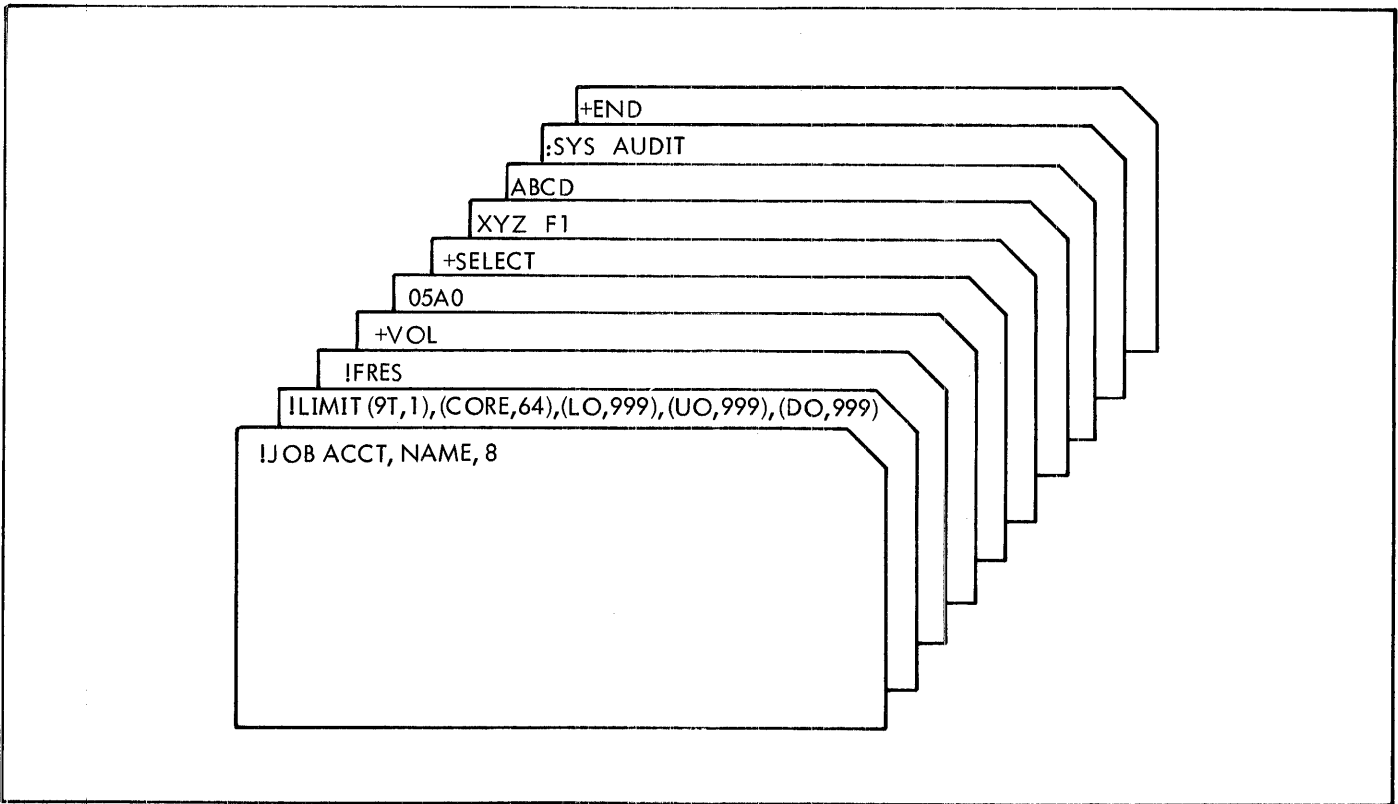 +END
:SYS AUDIT
ABCD
XYZ F1
+SELECT
05A0
+VOL
!FRES
!LIMIT (9T,1),(CORE,64),(LO,999),(UO,999),(DO,999)
!JOB ACCT, NAME, 8